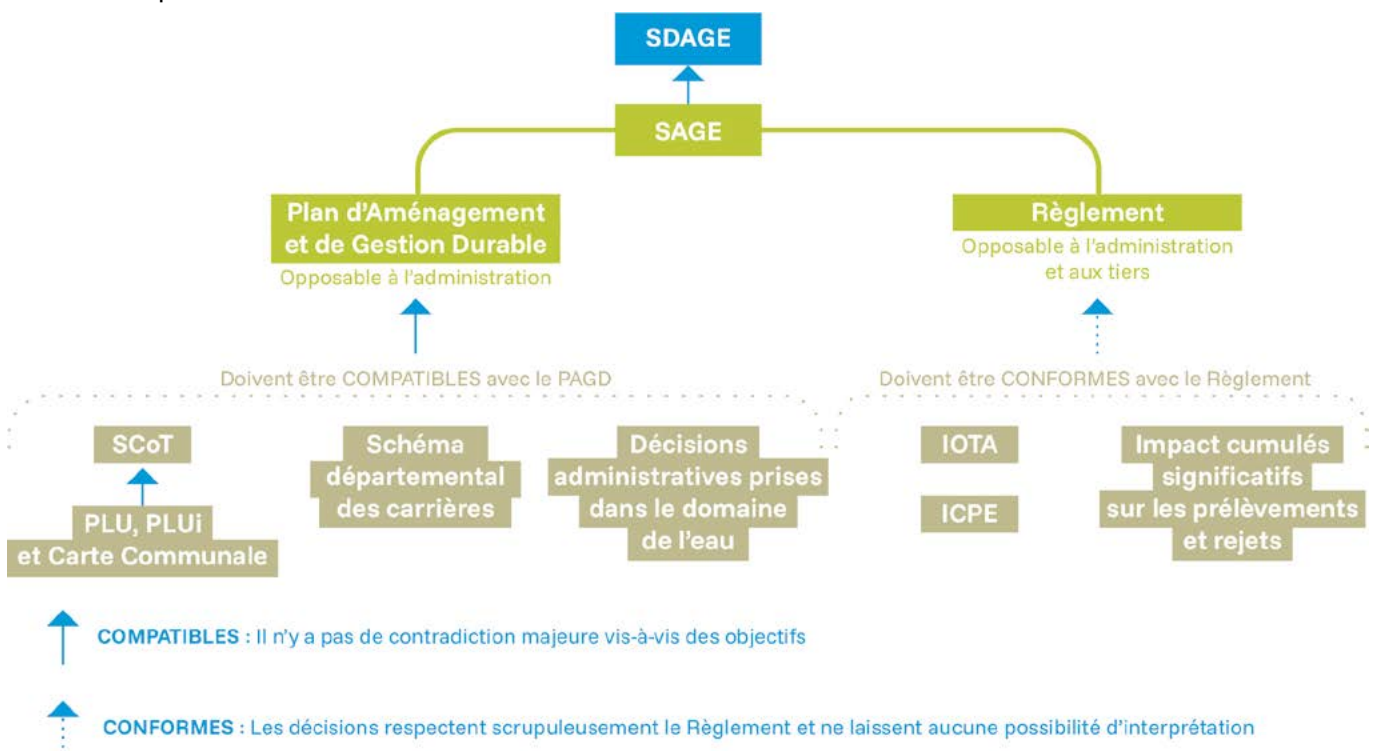 SDAGE
SAGE
Plan d'Aménagement
et de Gestion Durable
Opposable à l'administration
Règlement
Opposable à l'administration
et aux tiers
Doivent être COMPATIBLES avec le PAGD
Doivent être CONFORMES avec le Règlement
SCoT
PLU, PLUi
et Carte Communale
Schéma
départemental
des carrières
Décisions
administratives prises
dans le domaine
de l'eau
IOTA
ICPE
Impact cumulés
significatifs
sur les prélèvements
et rejets
COMPATIBLES : Il n'y a pas de contradiction majeure vis-à-vis des objectifs
CONFORMES : Les décisions respectent scrupuleusement le Règlement et ne laissent aucune possibilité d'interprétation